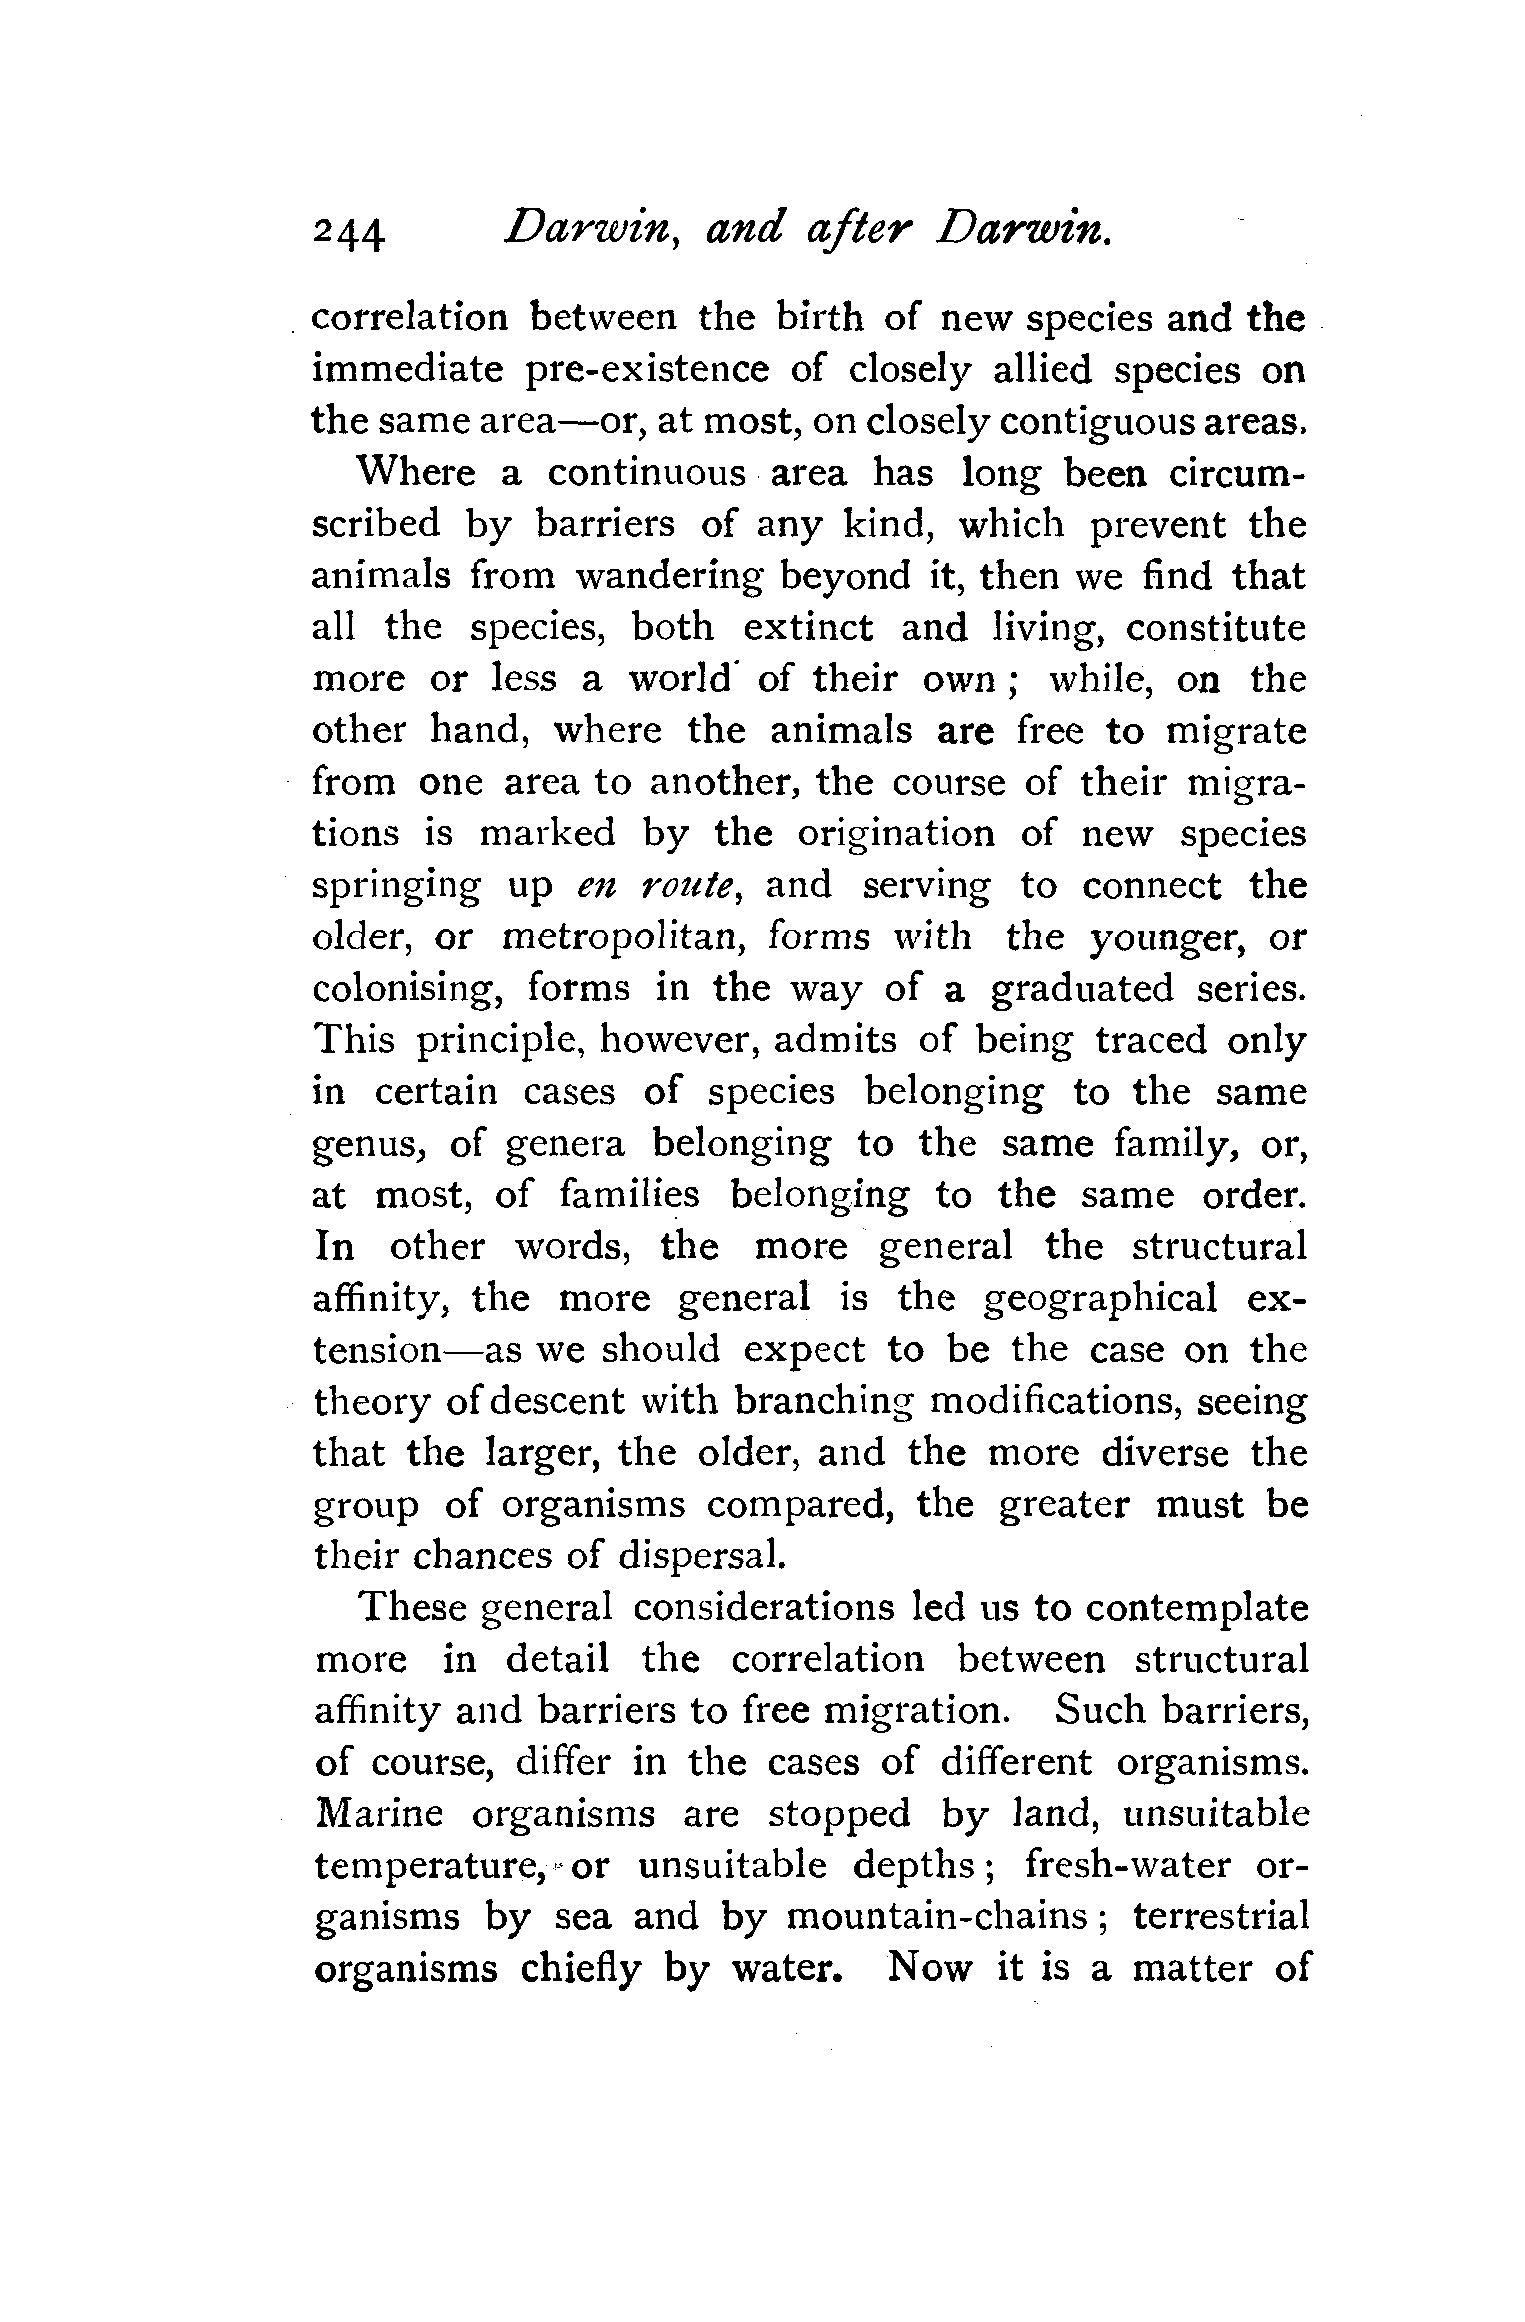 244 Darwin, and after Darwin.
correlation between the birth of new species and the
immediate pre-existence of closely allied species on
the same area—or, at most, on closely contiguous areas.
Where a continuous area has long been circum-
scribed by barriers of any kind, which prevent the
animals from wandering beyond it, then we find that
all the species, both extinct and living, constitute
more or less a world of their own ; while, on the
other hand, where the animals are free to migrate
from one area to another, the course of their migra-
tions is marked by the origination of new species
springing up en route, and serving to connect the
older, or metropolitan, forms with the younger, or
colonising, forms in the way of a graduated series.
This principle, however, admits of being traced only
in certain cases of species belonging to the same
genus, of genera belonging to the same family, or,
at most, of families belonging to the same order.
In other words, the more general the structural
affinity, the more general is the geographical ex-
tension—as we should expect to be the case on the
theory of descent with branching modifications, seeing
that the larger, the older, and the more diverse the
group of organisms compared, the greater must be
their chances of dispersal.
These general considerations led us to contemplate
more in detail the correlation between structural
affinity and barriers to free migration. Such barriers,
of course, differ in the cases of different organisms.
Marine organisms are stopped by land, unsuitable
temperature, or unsuitable depths ; fresh-water or-
ganisms by sea and by mountain-chains ; terrestrial
organisms chiefly by water. Now it is a matter of